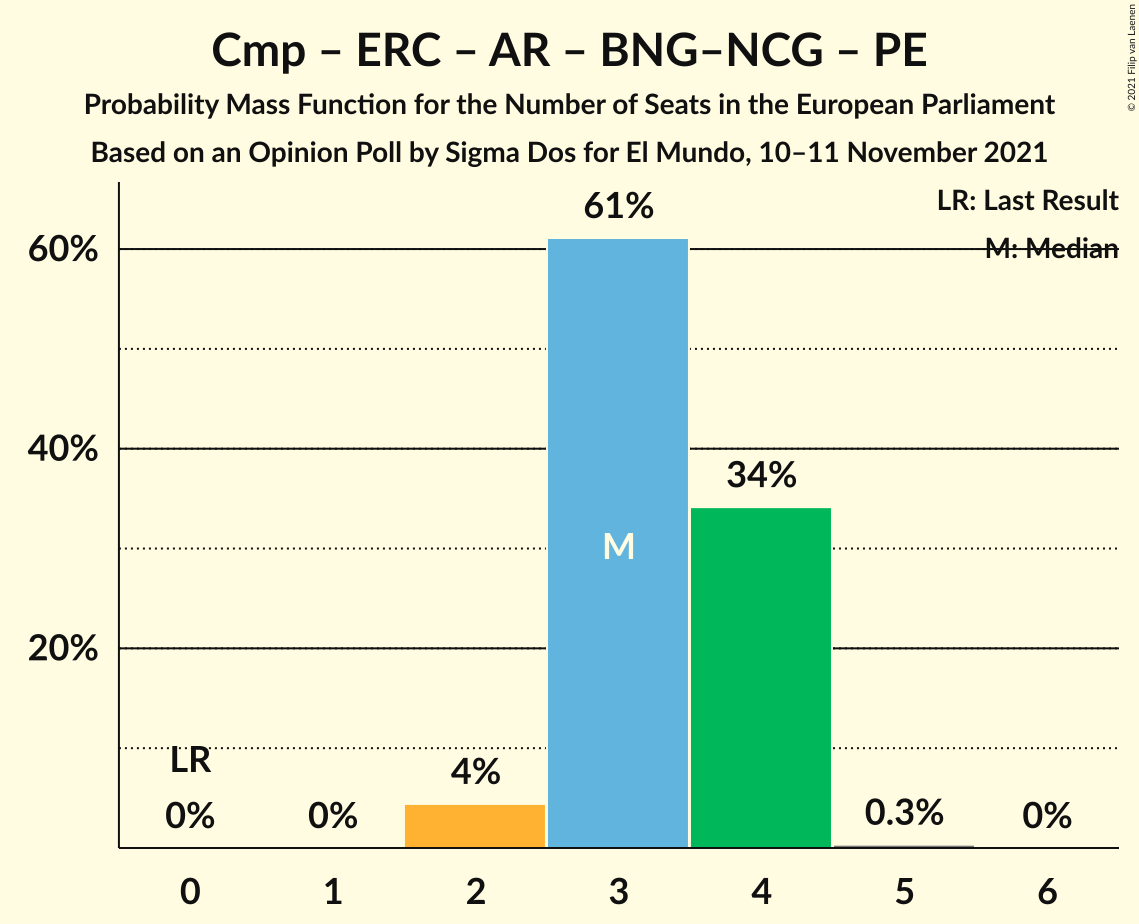 Cmp – ERC – AR – BNG–NCG – PE
Probability Mass Function for the Number of Seats in the European Parliament
Based on an Opinion Poll by Sigma Dos for El Mundo, 10–11 November 2021
© 2021 Filip van Laenen
LR: Last Result
M: Median
60%
40%
20%
61%
34%
M
LR
0%
0%
4%
0.3%
0%
0
1
2
3
4
5
6